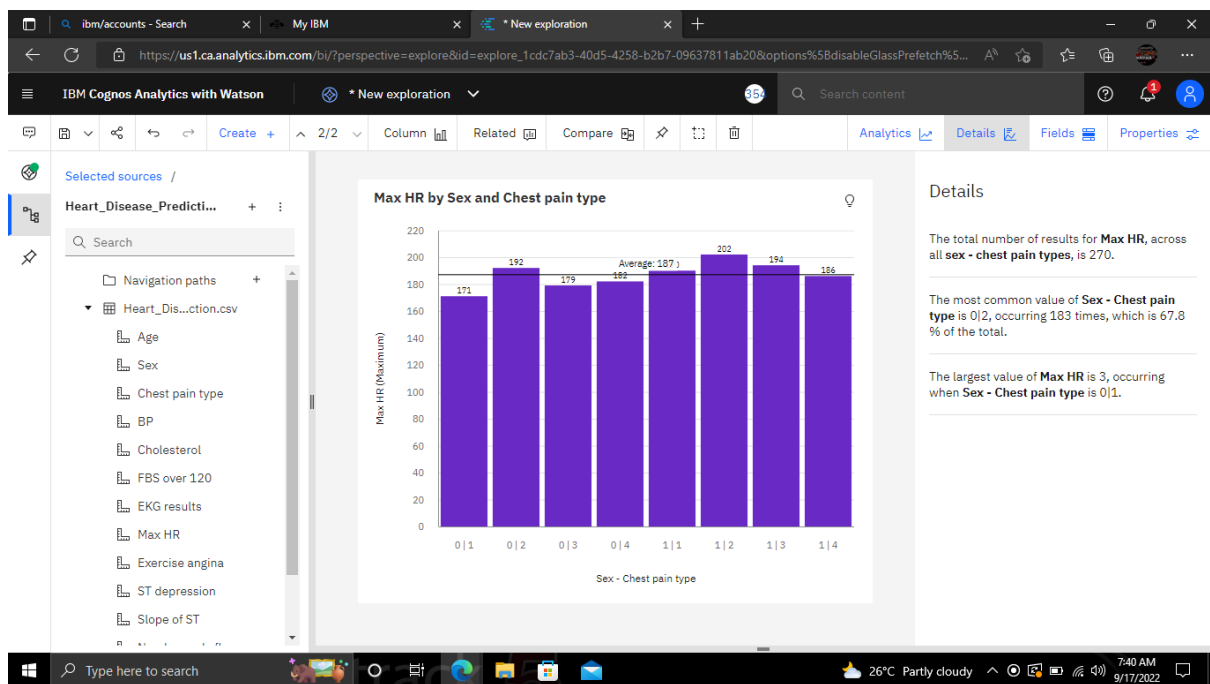 ibm/accounts - Search
My IBM
* New exploration
https://us1.ca.analytics.ibm.com/bi/?perspective=explore&id=explore_1cdc7ab3-40d5-4258-b2b7-09637811ab20&options%5BdisableGlassPrefetch%5...
IBM Cognos Analytics with Watson
* New exploration
354
Search content
Create +
2/2
Column
Related
Compare
Analytics
Details
Fields
Properties
Selected sources /
Heart_Disease_Predicti...
Search
Navigation paths
Heart_Dis...ction.csv
Age
Sex
Chest pain type
BP
Cholesterol
FBS over 120
EKG results
Max HR
Exercise angina
ST depression
Slope of ST
Max HR by Sex and Chest pain type
Max HR (Maximum)
220
200
180
160
140
120
100
80
60
40
20
0
171
192
179
182
Average: 187
202
194
186
0|1
0|2
0|3
0|4
1|1
1|2
1|3
1|4
Sex - Chest pain type
Details
The total number of results for Max HR, across
all sex - chest pain types, is 270.
The most common value of Sex - Chest pain
type is 0|2, occurring 183 times, which is 67.8
% of the total.
The largest value of Max HR is 3, occurring
when Sex - Chest pain type is 0|1.
Type here to search
26°C Partly cloudy
7:40 AM
9/17/2022